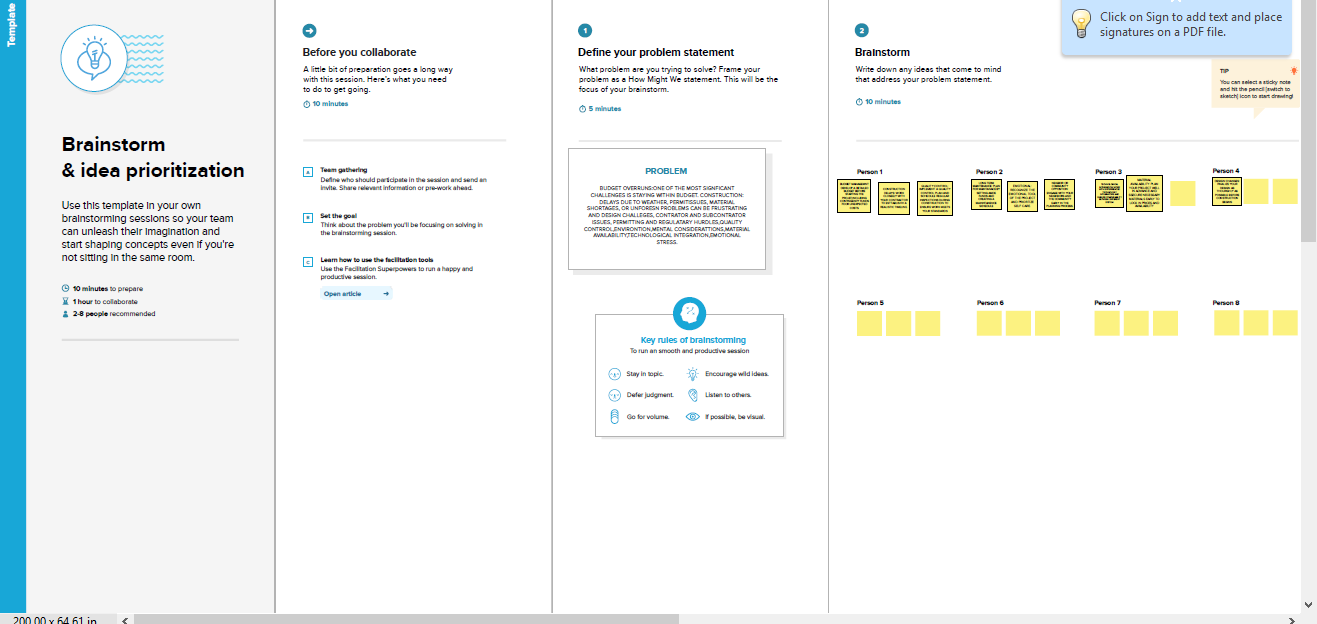 Template
Brainstorm
& idea prioritization
Use this template in your own
brainstorming sessions so your team
can unleash their imagination and
start shaping concepts even if you're
not sitting in the same room.
10 minutes to prepare
1 hour to collaborate
2-8 people recommended
Before you collaborate
A little bit of preparation goes a long way
with this session. Here's what you need
to do to get going.
10 minutes
A
Team gathering
Define who should participate in the session and send an
invite. Share relevant information or pre-work ahead.
B
Set the goal
Think about the problem you'll be focusing on solving in
the brainstorming session.
C
Learn how to use the facilitation tools
Use the Facilitation Superpowers to run a happy and
productive session.
Open article
1
Define your problem statement
What problem are you trying to solve? Frame your
problem as a How Might We statement. This will be the
focus of your brainstorm.
5 minutes
PROBLEM
BUDGET OVERRUNS:ONE OF THE MOST SIGNFICANT
CHALLENGES IS STAYING WITHIN BUDGET. CONSTRUCTION:
DELAYS DUE TO WEATHER, PERMITISSUES, MATERIAL
SHORTAGES, OR UNFORESN PROBLEMS CAN BE FRUSTRATING
AND DESIGN CHALLEGES, CONTRATOR AND SUBCONTRATOR
ISSUES, PERMITTING AND REGULATARY HURDLES,QUALITY
MATERIAL
AVAILABILITY,TECHNOLOGICAL INTEGRATION,EMOTIONAL
STRESS.
Key rules of brainstorming
To run an smooth and productive session
Stay in topic.
Encourage wild ideas.
Defer judgment.
Listen to others.
Go for volume.
If possible, be visual.
2
Brainstorm
Write down any ideas that come to mind
that address your problem statement.
10 minutes
Click on Sign to add text and place
signatures on a PDF file.
TIP
You can select a sticky note
and hit the pencil [switch to
sketch] icon to start drawing!
Person 1
Person 2
Person 3
Person 4
Person 5
Person 6
Person 7
Person 8
200.00 x 64.61 in